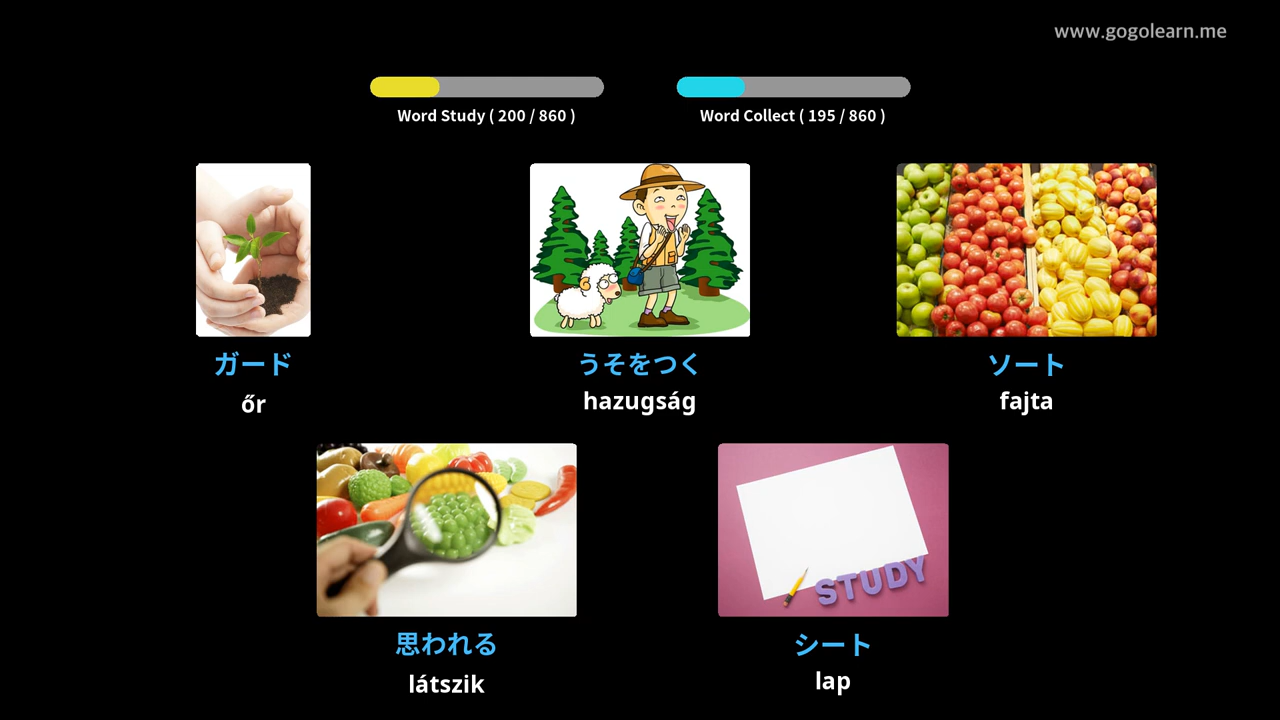 www.gogolearn.me
Word Study ( 200 / 860 )
Word Collect ( 195 / 860 )
ガード
őr
うそをつく
hazugság
ソート
fajta
STUDY
思われる
látszik
シート
lap